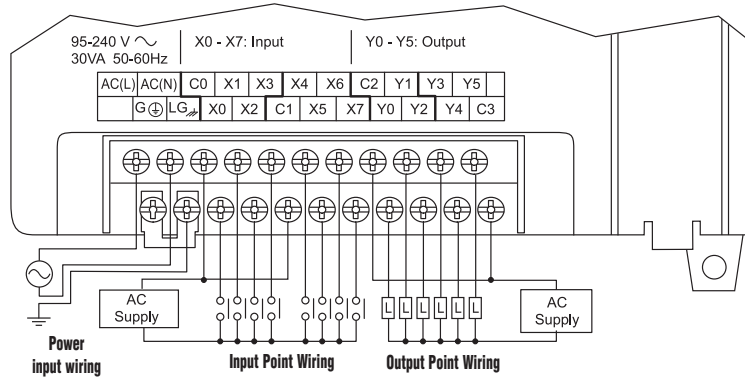 95-240 V ~ X0 - X7: Input Y0 - Y5: Output
30VA 50-60Hz
AC(L) AC(N) C0 X1 X3 X4 X6 C2 Y1 Y3 Y5
G LG X0 X2 C1 X5 X7 Y0 Y2 Y4 C3
L L L L L L
AC
Supply
AC
Supply
Power
input wiring
Input Point Wiring
Output Point Wiring